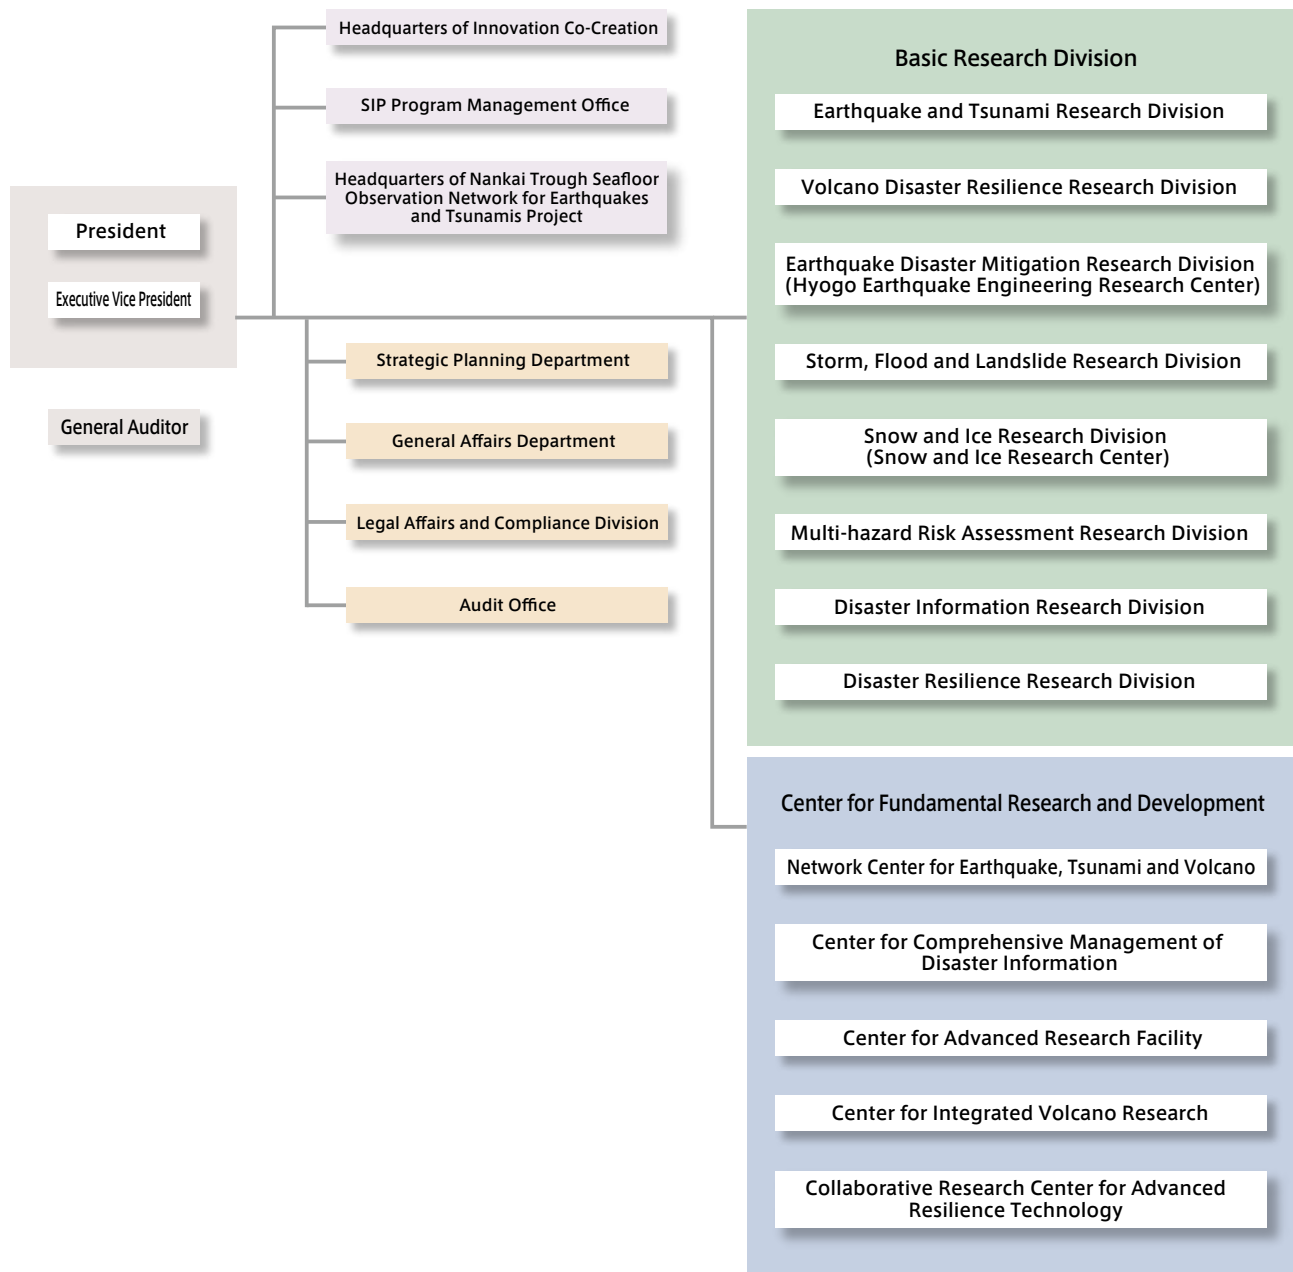 President
Executive Vice President
General Auditor
Headquarters of Innovation Co-Creation
SIP Program Management Office
Headquarters of Nankai Trough Seafloor
Observation Network for Earthquakes
and Tsunamis Project
Strategic Planning Department
General Affairs Department
Legal Affairs and Compliance Division
Audit Office
Basic Research Division
Earthquake and Tsunami Research Division
Volcano Disaster Resilience Research Division
Earthquake Disaster Mitigation Research Division
(Hyogo Earthquake Engineering Research Center)
Storm, Flood and Landslide Research Division
Snow and Ice Research Division
(Snow and Ice Research Center)
Multi-hazard Risk Assessment Research Division
Disaster Information Research Division
Disaster Resilience Research Division
Center for Fundamental Research and Development
Network Center for Earthquake, Tsunami and Volcano
Center for Comprehensive Management of
Disaster Information
Center for Advanced Research Facility
Center for Integrated Volcano Research
Collaborative Research Center for Advanced
Resilience Technology